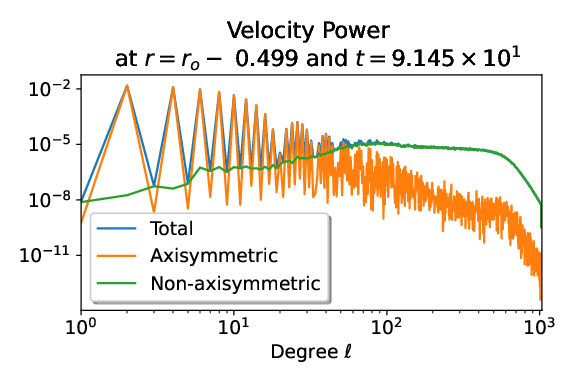 Velocity Power
at r = r_o − 0.499 and t = 9.145 × 10^1
10^−2
10^−5
10^−8
10^−11
Total
Axisymmetric
Non-axisymmetric
10^0 10^1 10^2 10^3
Degree ℓ